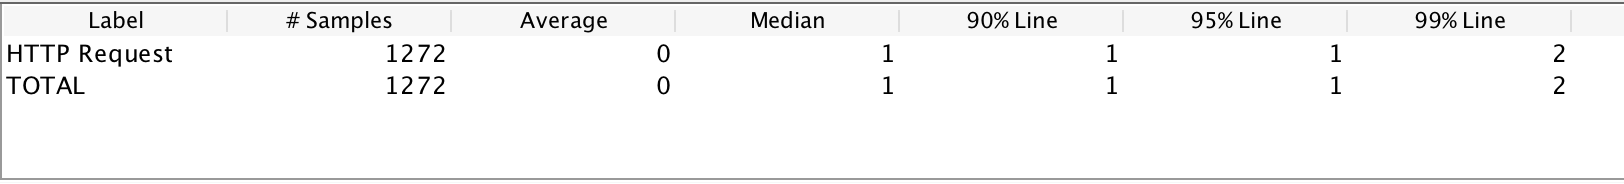 Label # Samples Average Median 90% Line 95% Line 99% Line
HTTP Request 1272 0 1 1 1 2
TOTAL 1272 0 1 1 1 2